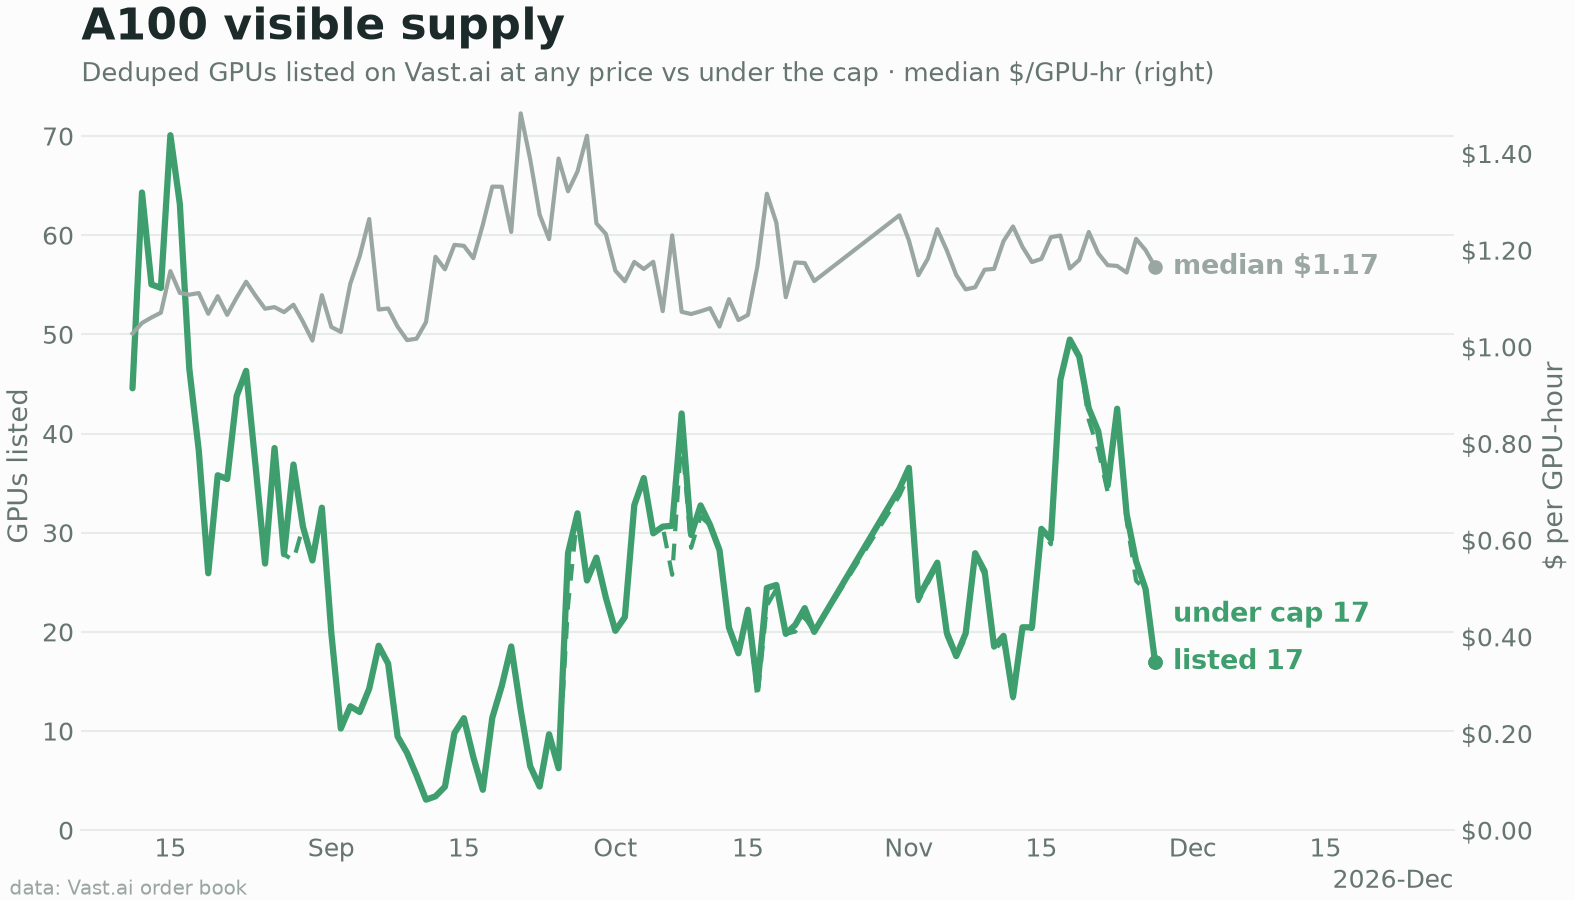 A100 visible supply
Deduped GPUs listed on Vast.ai at any price vs under the cap · median $/GPU-hr (right)
70
60
50
40
30
20
10
0
GPUs listed
$1.40
$1.20
$1.00
$0.80
$0.60
$0.40
$0.20
$0.00
$ per GPU-hour
median $1.17
under cap 17
listed 17
15
Sep
15
Oct
15
Nov
15
Dec
15
2026-Dec
data: Vast.ai order book